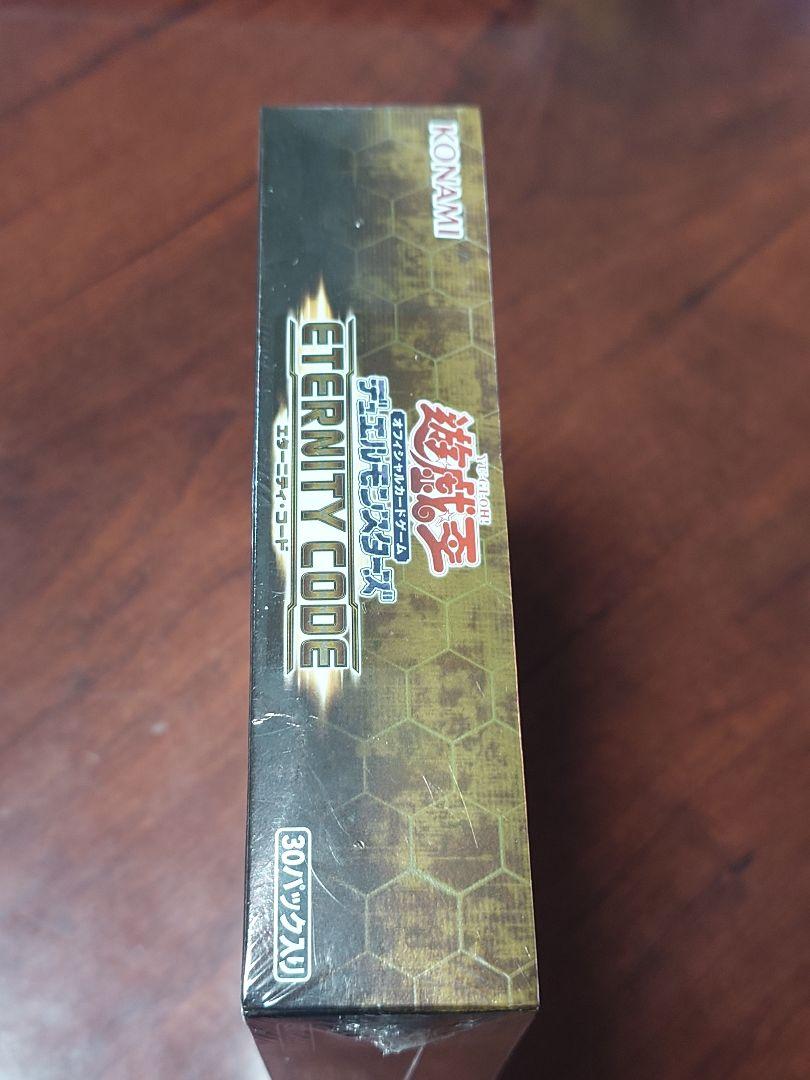 KONAMI
YU-GI-OH!
遊戯王
オフィシャルカードゲーム
デュエルモンスターズ
ETERNITY CODE
エターニティ・コード
30パック入り